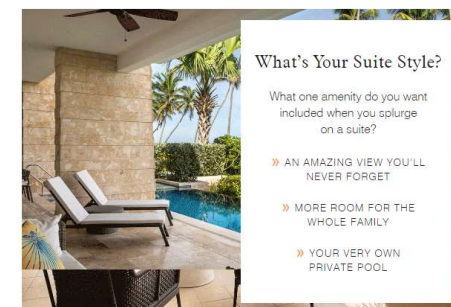 What's Your Suite Style?
What one amenity do you want
included when you splurge
on a suite?
» AN AMAZING VIEW YOU'LL
NEVER FORGET
» MORE ROOM FOR THE
WHOLE FAMILY
» YOUR VERY OWN
PRIVATE POOL